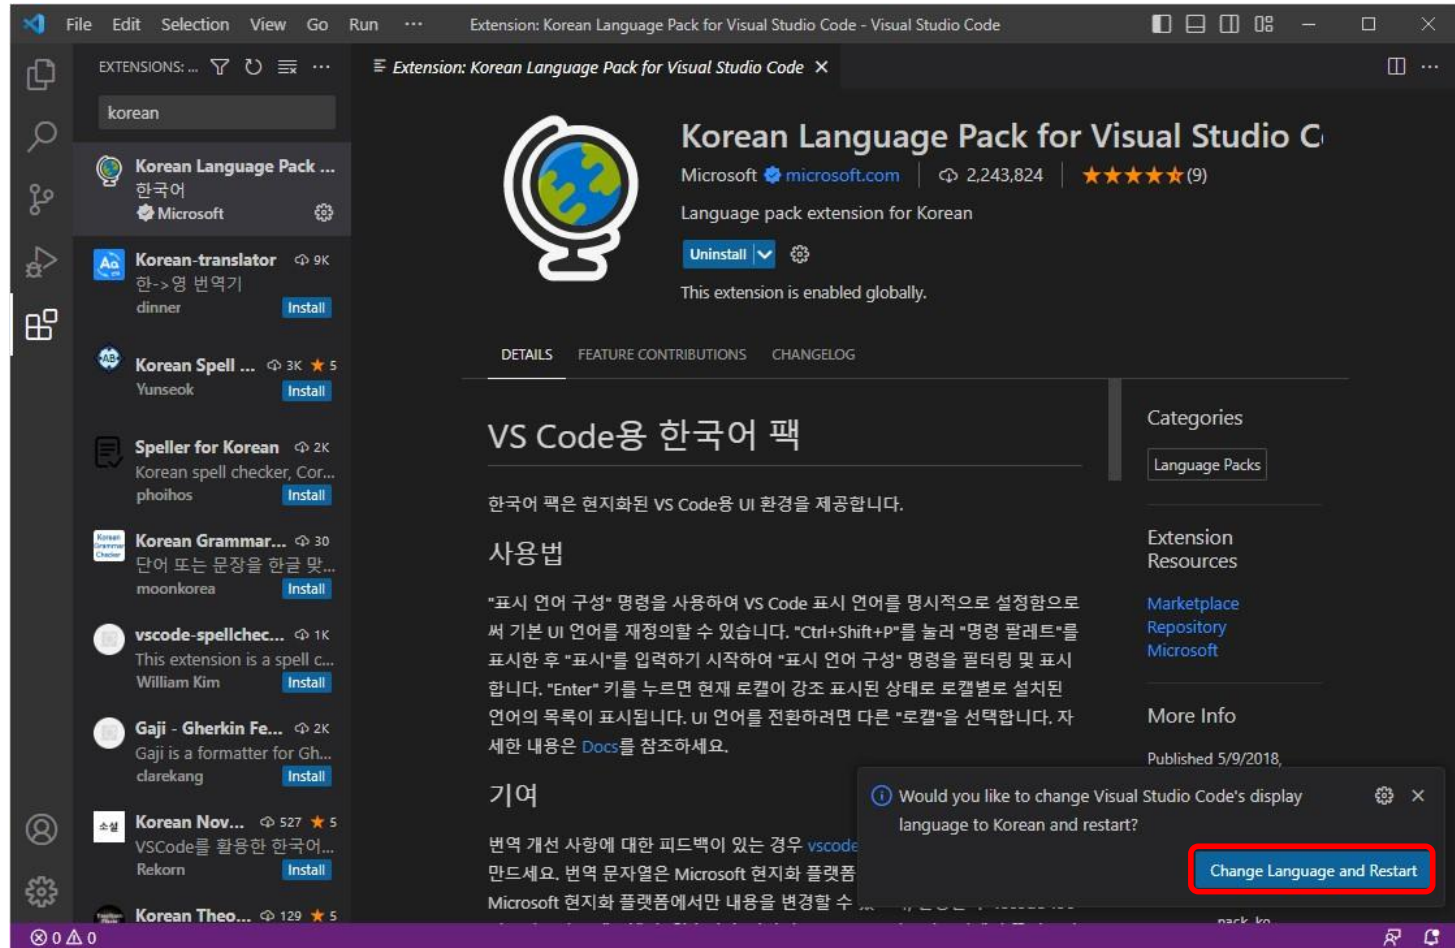 File Edit Selection View Go Run ··· Extension: Korean Language Pack for Visual Studio Code - Visual Studio Code
EXTENSIONS: ...
korean
Korean Language Pack ...
한국어
Microsoft
Korean-translator 9K
한->영 번역기
dinner Install
Korean Spell ... 3K ★ 5
Yunseok Install
Speller for Korean 2K
Korean spell checker, Cor...
phoihos Install
Korean Grammar... 30
단어 또는 문장을 한글 맞...
moonkorea Install
vscode-spellchec... 1K
This extension is a spell c...
William Kim Install
Gaji - Gherkin Fe... 2K
Gaji is a formatter for Gh...
clarekang Install
소설
Korean Nov... 527 ★ 5
VSCode를 활용한 한국어...
Rekorn Install
Korean Theo... 129 ★ 5
Extension: Korean Language Pack for Visual Studio Code
Korean Language Pack for Visual Studio C
Microsoft microsoft.com 2,243,824 (9)
Language pack extension for Korean
Uninstall
This extension is enabled globally.
DETAILS FEATURE CONTRIBUTIONS CHANGELOG
VS Code용 한국어 팩
한국어 팩은 현지화된 VS Code용 UI 환경을 제공합니다.
사용법
"표시 언어 구성" 명령을 사용하여 VS Code 표시 언어를 명시적으로 설정함으로
써 기본 UI 언어를 재정의할 수 있습니다. "Ctrl+Shift+P"를 눌러 "명령 팔레트"를
표시한 후 "표시"를 입력하기 시작하여 "표시 언어 구성" 명령을 필터링 및 표시
합니다. "Enter" 키를 누르면 현재 로캘이 강조 표시된 상태로 로캘별로 설치된
언어의 목록이 표시됩니다. UI 언어를 전환하려면 다른 "로캘"을 선택합니다. 자
세한 내용은 Docs를 참조하세요.
기여
번역 개선 사항에 대한 피드백이 있는 경우 vscode
만드세요. 번역 문자열은 Microsoft 현지화 플랫폼
Microsoft 현지화 플랫폼에서만 내용을 변경할 수
Categories
Language Packs
Extension
Resources
Marketplace
Repository
Microsoft
More Info
Published 5/9/2018,
Would you like to change Visual Studio Code's display
language to Korean and restart?
Change Language and Restart
0 0